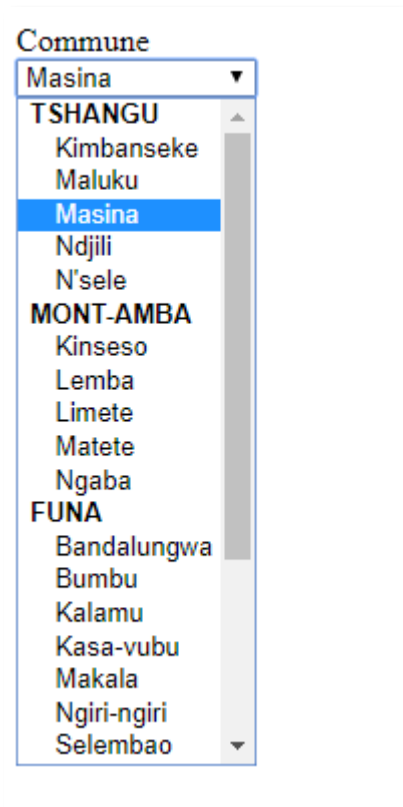 Commune
Masina
TSHANGU
Kimbanseke
Maluku
Masina
Ndjili
N'sele
MONT-AMBA
Kinseso
Lemba
Limete
Matete
Ngaba
FUNA
Bandalungwa
Bumbu
Kalamu
Kasa-vubu
Makala
Ngiri-ngiri
Selembao